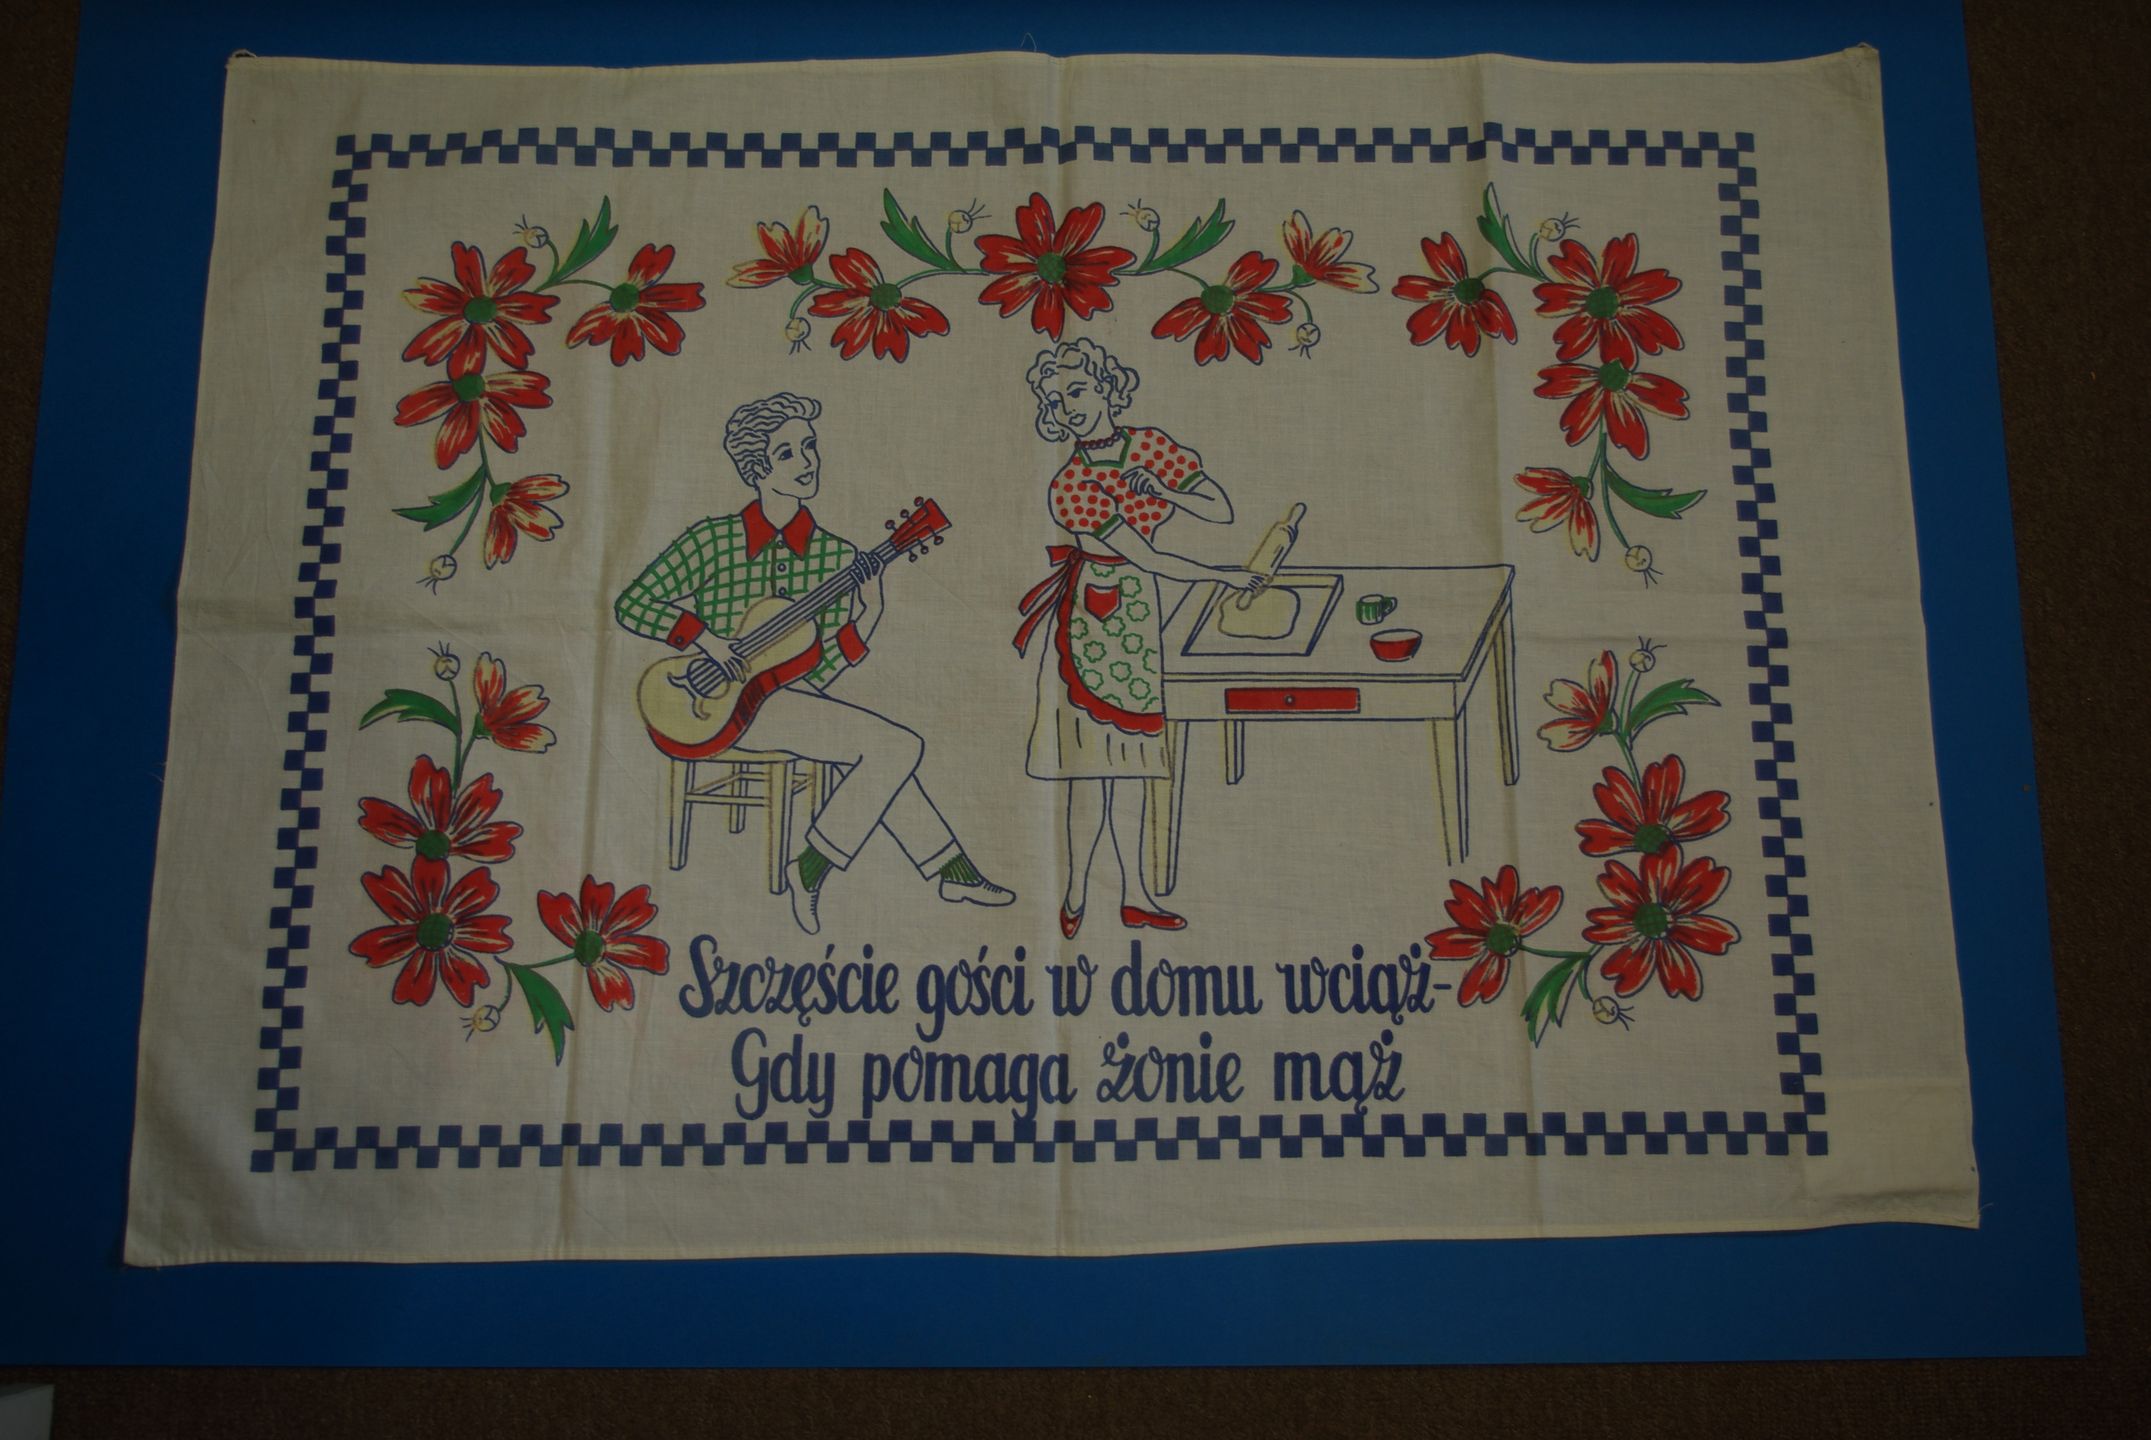 Szczęście gości w domu wciąż-
Gdy pomaga żonie mąż